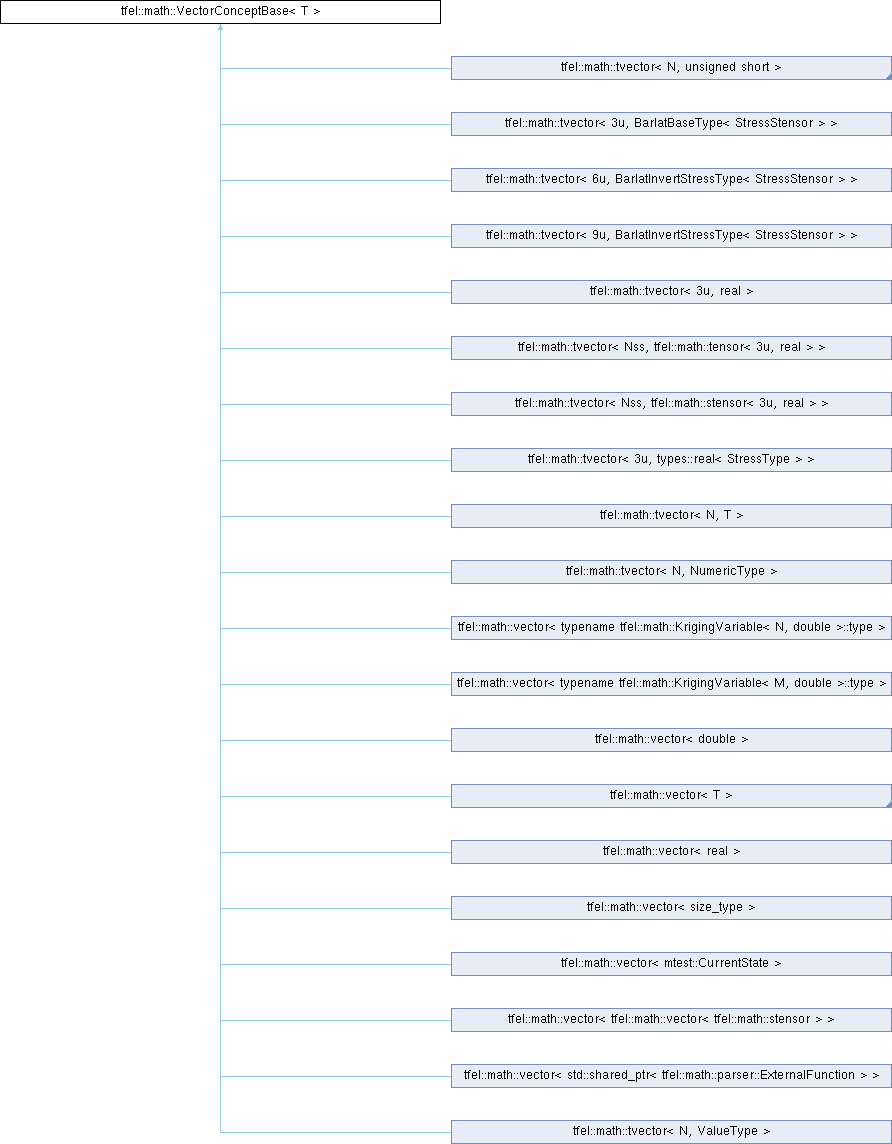 tfel::math::VectorConceptBase< T >
tfel::math::tvector< N, unsigned short >
tfel::math::tvector< 3u, BarlatBaseType< StressStensor > >
tfel::math::tvector< 6u, BarlatInvertStressType< StressStensor > >
tfel::math::tvector< 9u, BarlatInvertStressType< StressStensor > >
tfel::math::tvector< 3u, real >
tfel::math::tvector< Nss, tfel::math::tensor< 3u, real > >
tfel::math::tvector< Nss, tfel::math::stensor< 3u, real > >
tfel::math::tvector< 3u, types::real< StressType > >
tfel::math::tvector< N, T >
tfel::math::tvector< N, NumericType >
tfel::math::vector< typename tfel::math::KrigingVariable< N, double >::type >
tfel::math::vector< typename tfel::math::KrigingVariable< M, double >::type >
tfel::math::vector< double >
tfel::math::vector< T >
tfel::math::vector< real >
tfel::math::vector< size_type >
tfel::math::vector< mtest::CurrentState >
tfel::math::vector< tfel::math::vector< tfel::math::stensor > >
tfel::math::vector< std::shared_ptr< tfel::math::parser::ExternalFunction > >
tfel::math::tvector< N, ValueType >